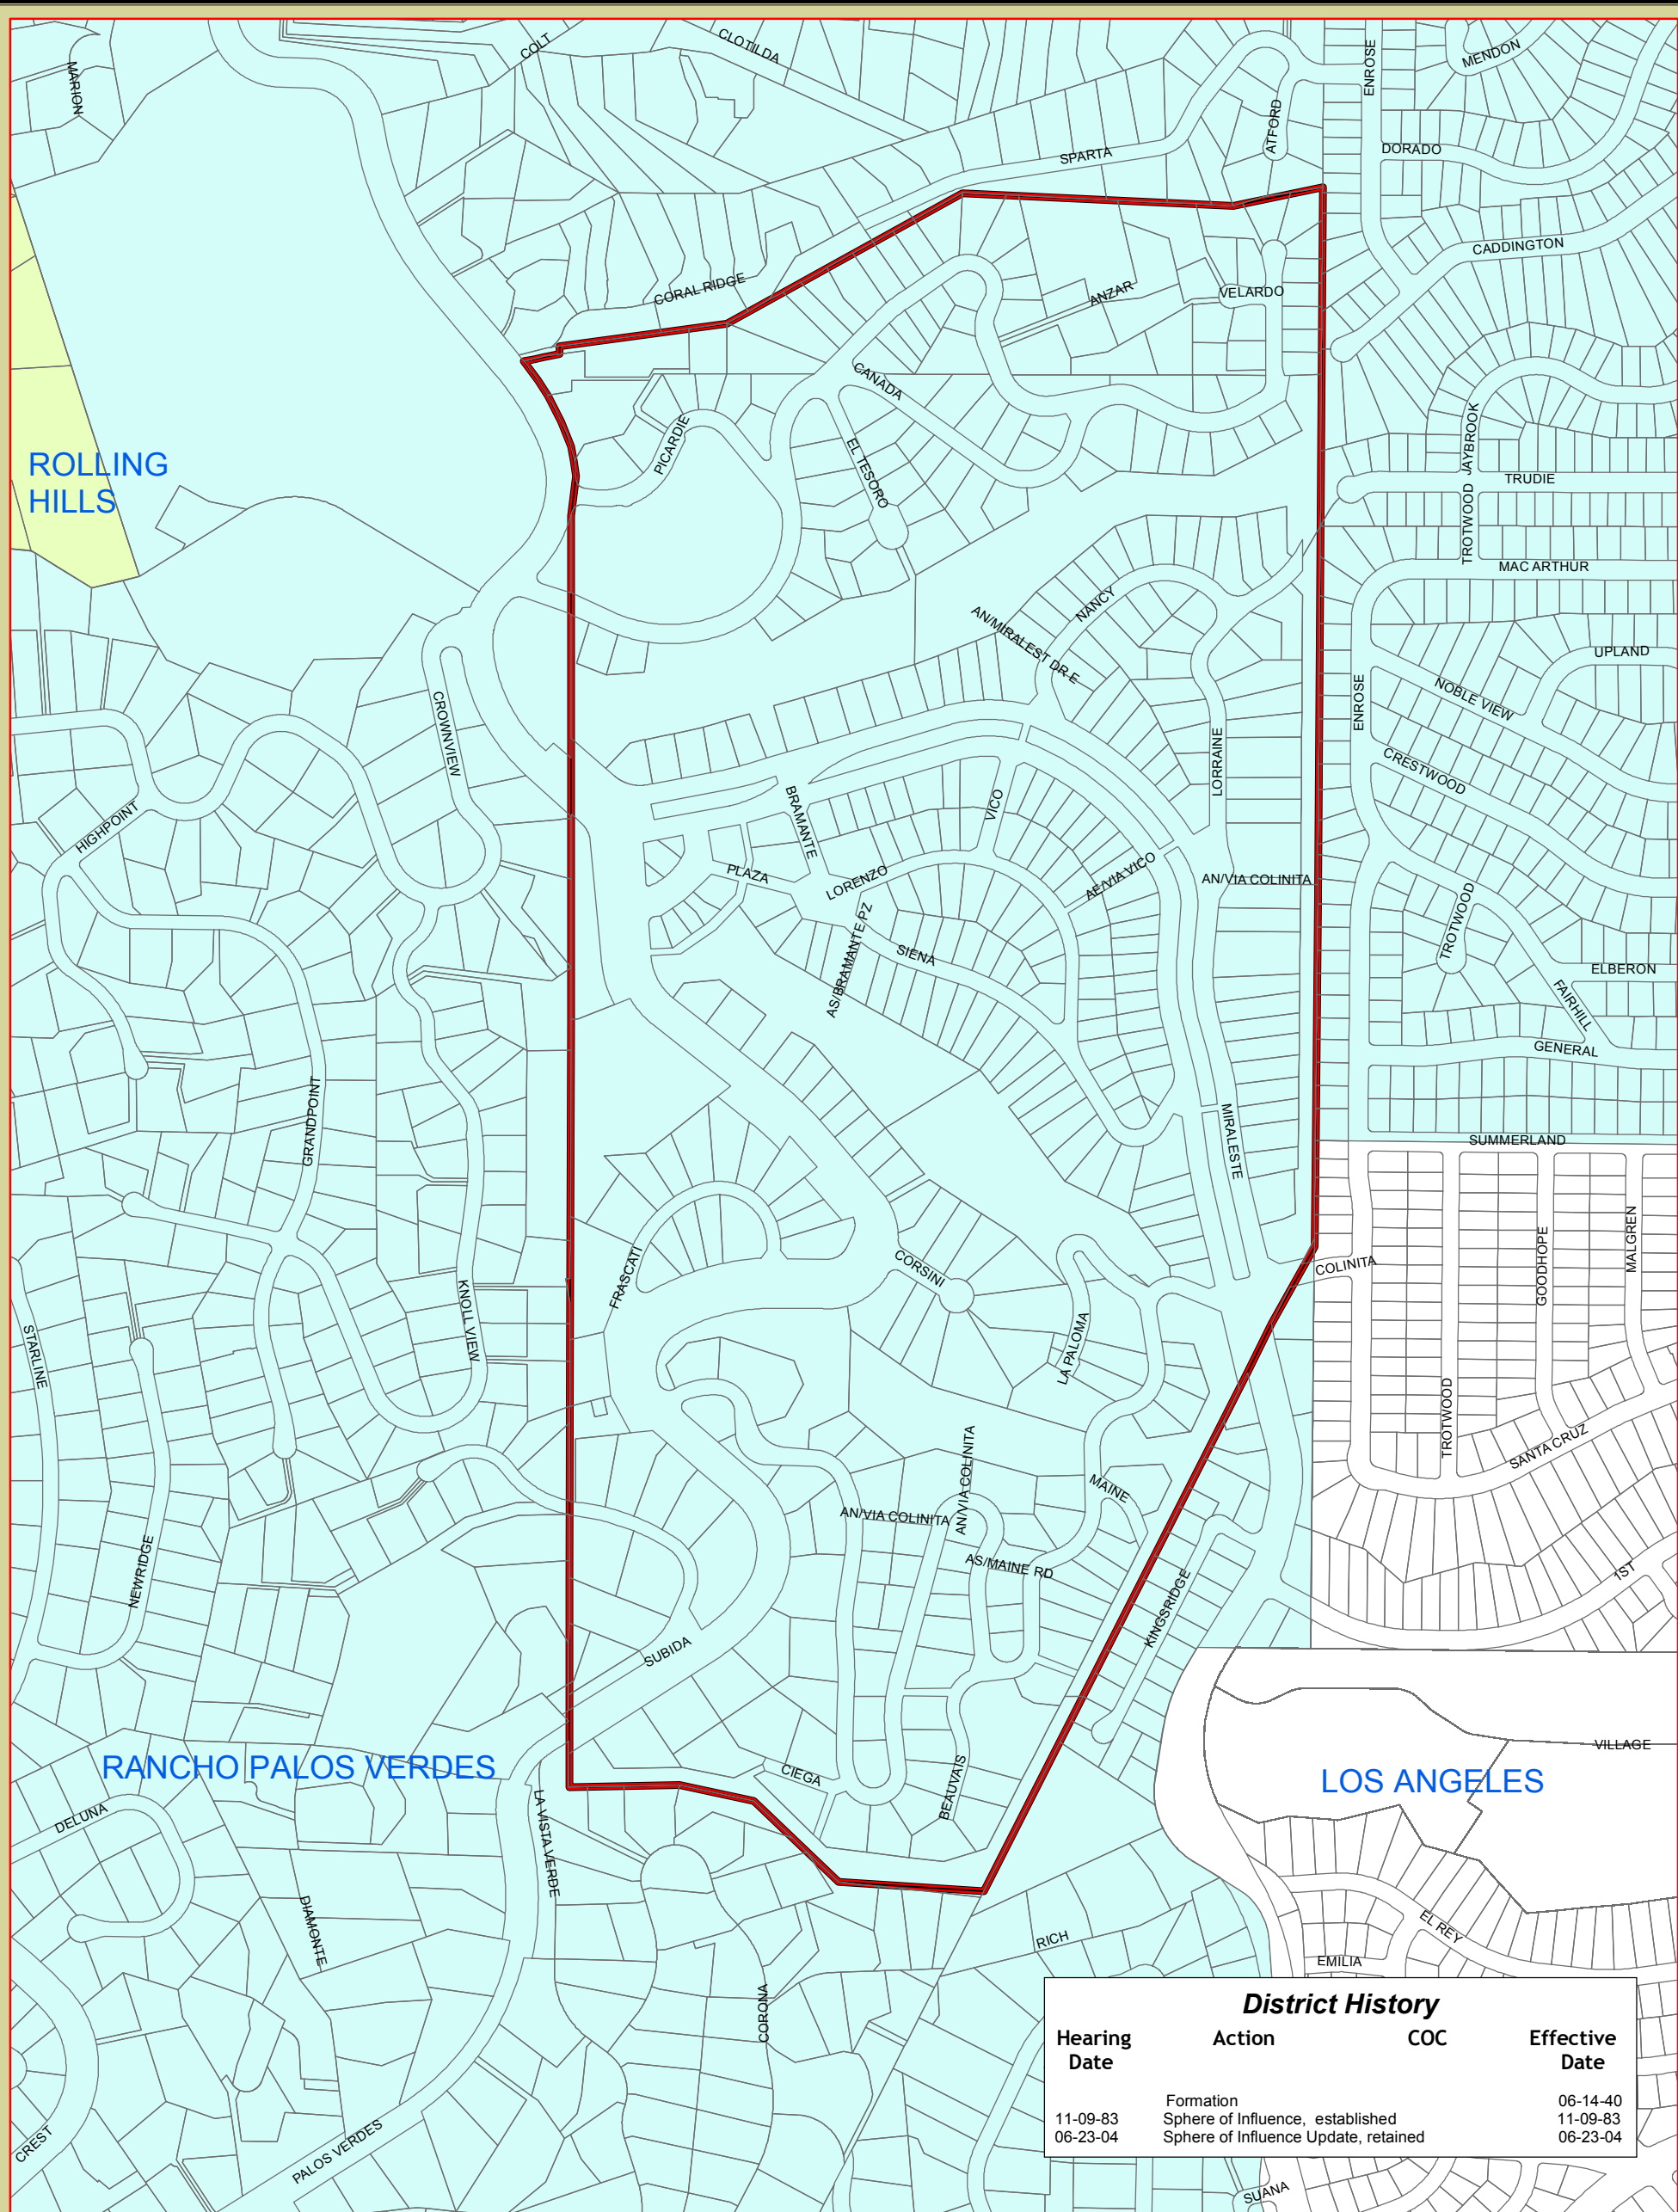 COLT
CLOTILDA
ENROSE
MENDON
MARION
ATFORD
SPARTA
DORADO
CADDINGTON
CORAL RIDGE
ANZAR
VELARDO
CANADA
PICARDIE
EL TESORO
JAYBROOK
ROLLING
HILLS
TRUDIE
TROTWOOD
MAC ARTHUR
NANCY
AN/MIRALEST DR E
UPLAND
NOBLE VIEW
ENROSE
CROWNVIEW
LORRAINE
CRESTWOOD
HIGHPOINT
BRAMANTE
VICO
PLAZA
LORENZO
AE/VIA VICO
AN/VIA COLINITA
TROTWOOD
AS/BRAMANTE PZ
SIENA
ELBERON
FAIRHILL
GENERAL
GRANDPOINT
MIRALESTE
SUMMERLAND
GOODHOPE
MALGREN
FRASCATI
CORSINI
COLINITA
KNOLL VIEW
LA PALOMA
STARLINE
TROTWOOD
SANTA CRUZ
AN/VIA COLINITA
MAINE
AN/VIA COLINITA
AS/MAINE RD
NEWRIDGE
KINGSRIDGE
1ST
SUBIDA
VILLAGE
RANCHO PALOS VERDES
CIEGA
LOS ANGELES
BEAUVAIS
DELUNA
LA VISTA VERDE
DIAMONTE
EL REY
RICH
EMILIA
CORONA
District History
Hearing Action COC Effective
Date Date
Formation 06-14-40
11-09-83 Sphere of Influence, established 11-09-83
06-23-04 Sphere of Influence Update, retained 06-23-04
CREST
PALOS VERDES
SUANA